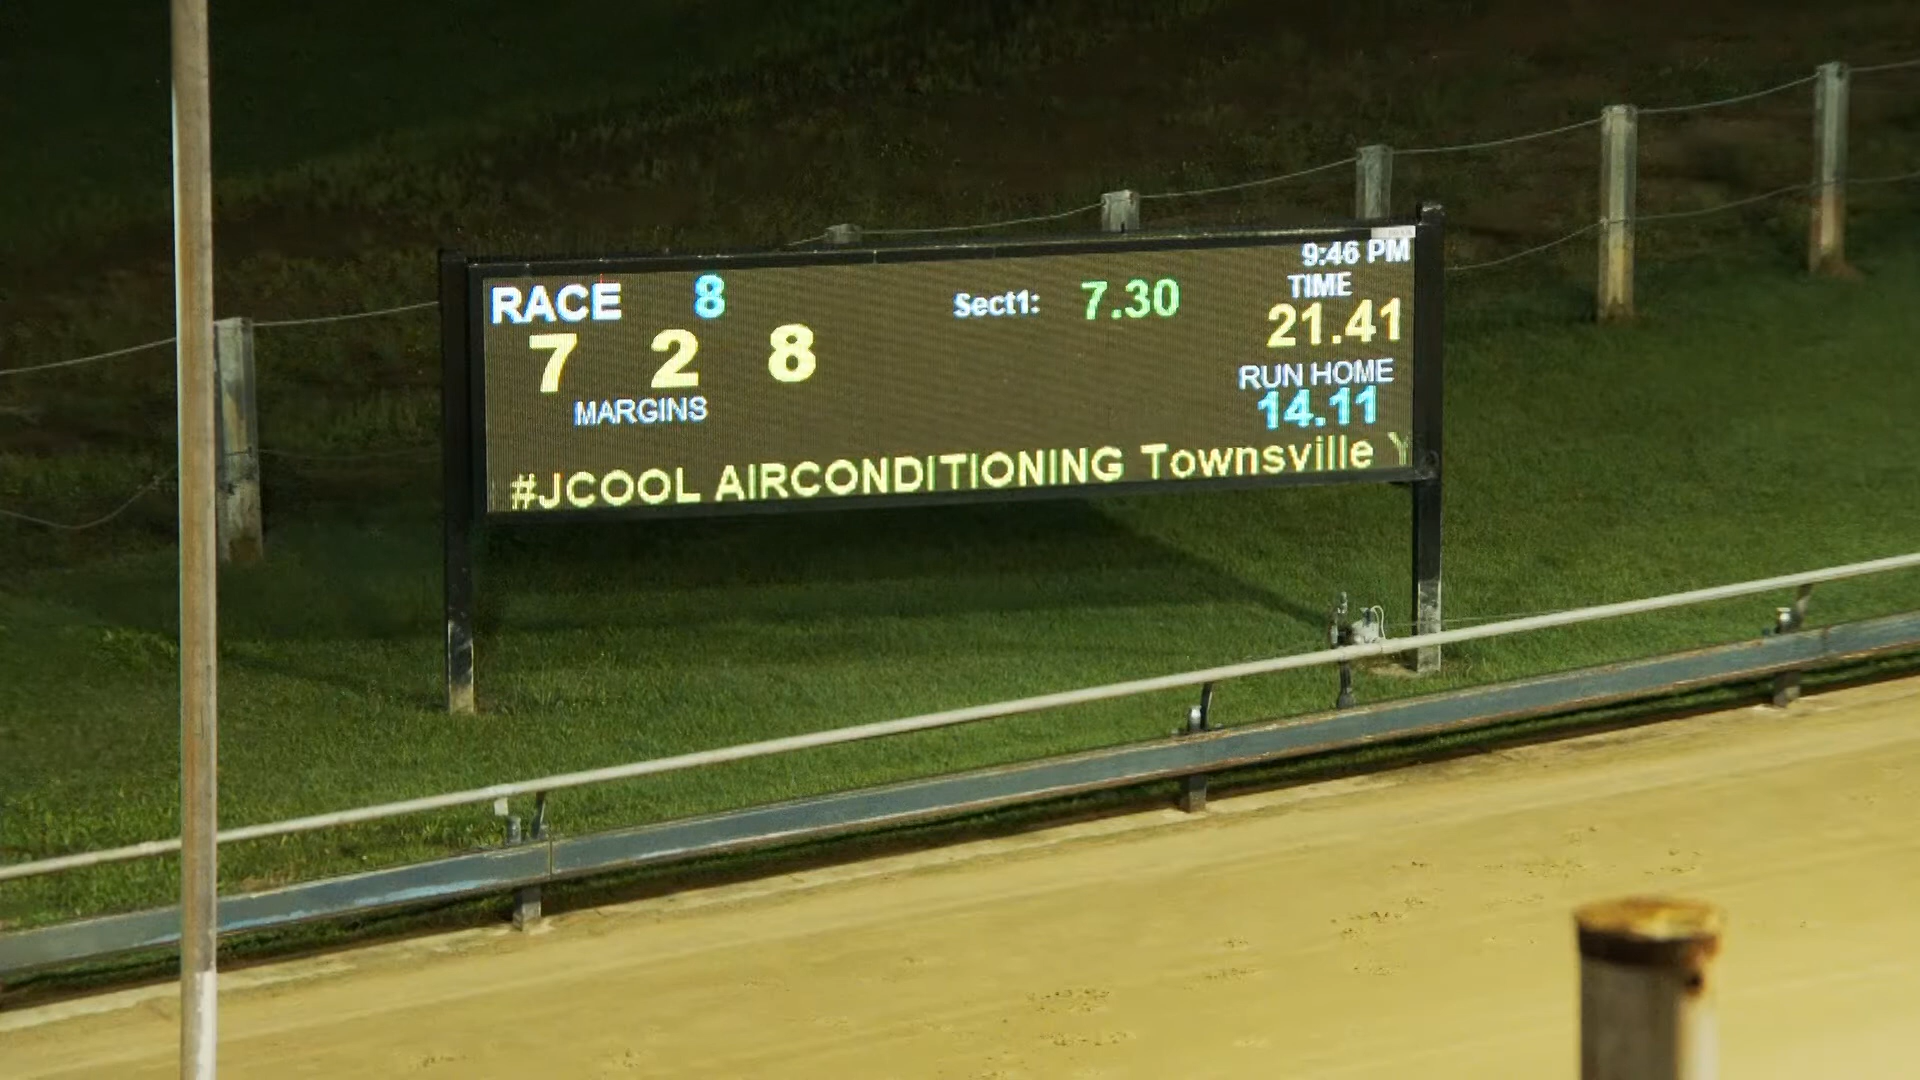 9:46 PM
RACE 8 Sect1: 7.30 TIME
7 2 8 21.41
MARGINS RUN HOME
14.11
#JCOOL AIRCONDITIONING Townsville Y